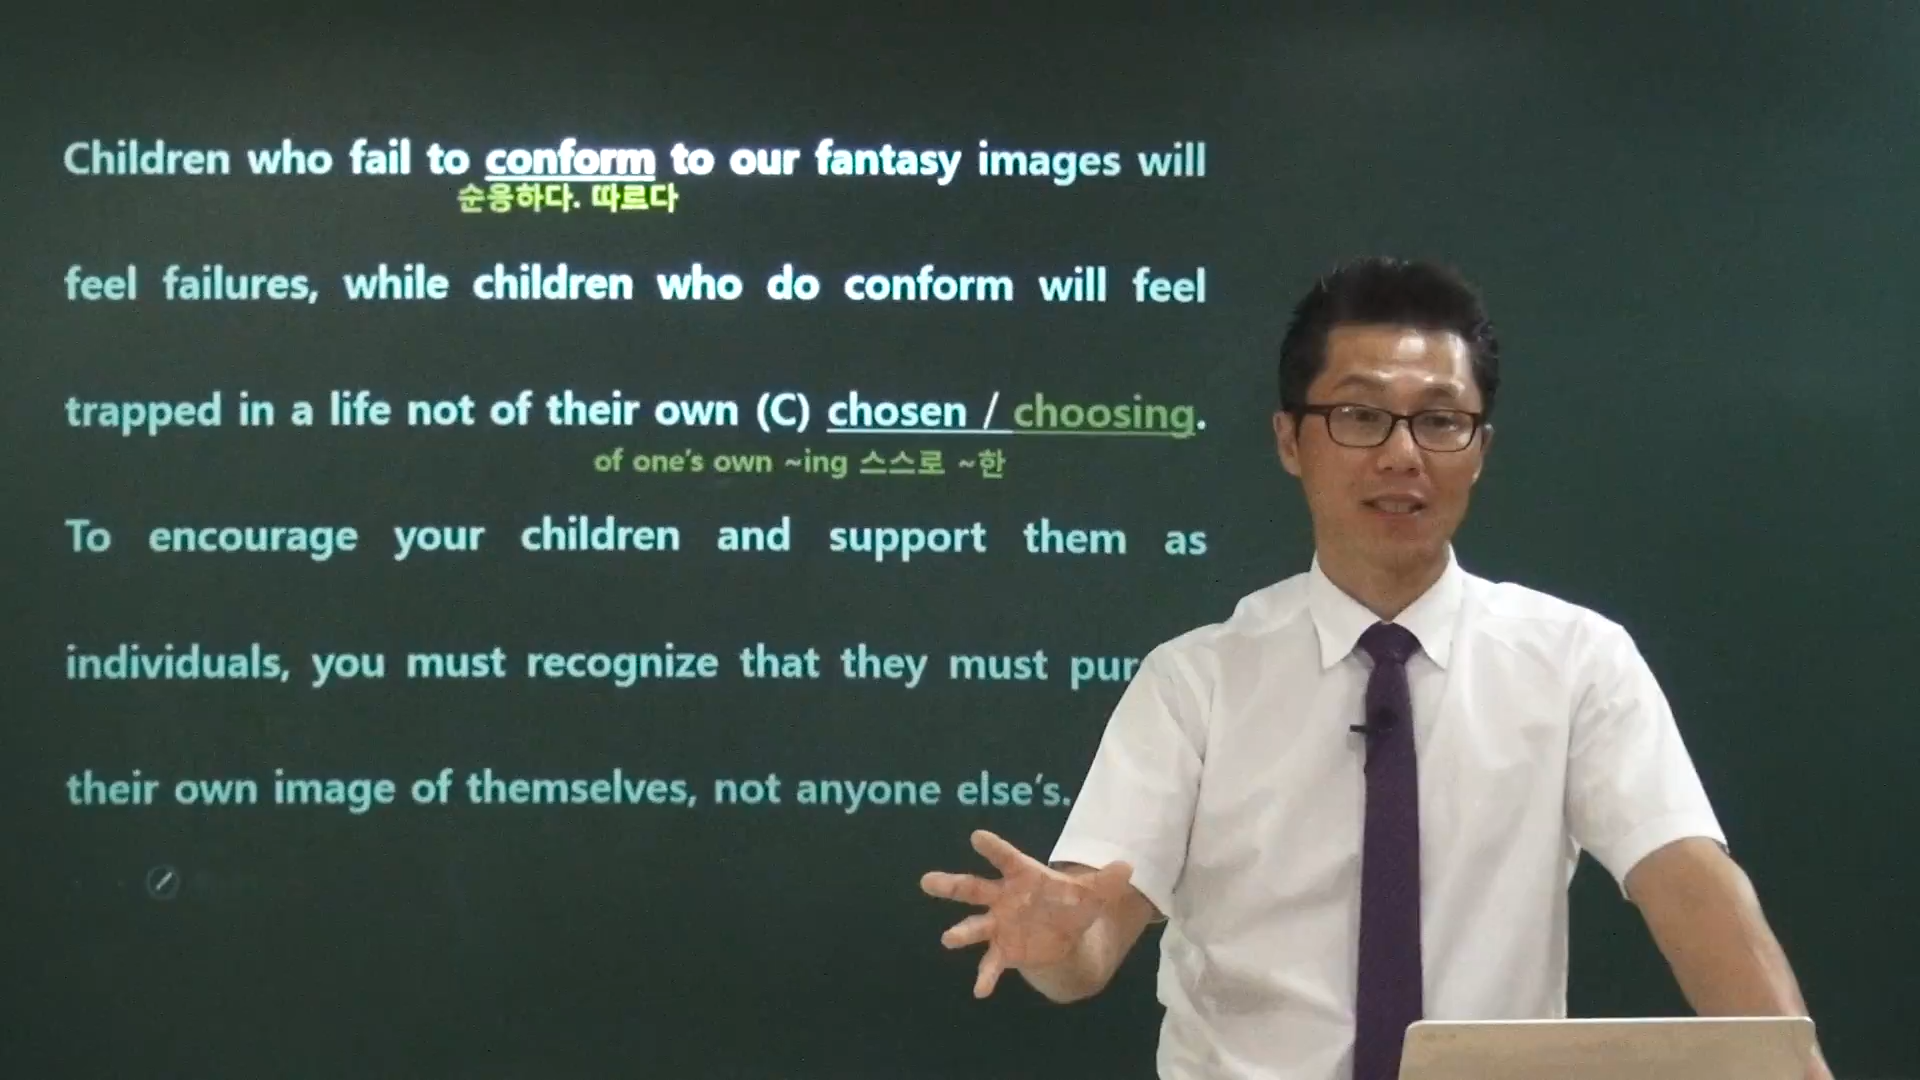 Children who fail to conform to our fantasy images will
순응하다. 따르다
feel failures, while children who do conform will feel
trapped in a life not of their own (C) chosen / choosing.
of one's own ~ing 스스로 ~한
To encourage your children and support them as
individuals, you must recognize that they must
their own image of themselves, not anyone else's.